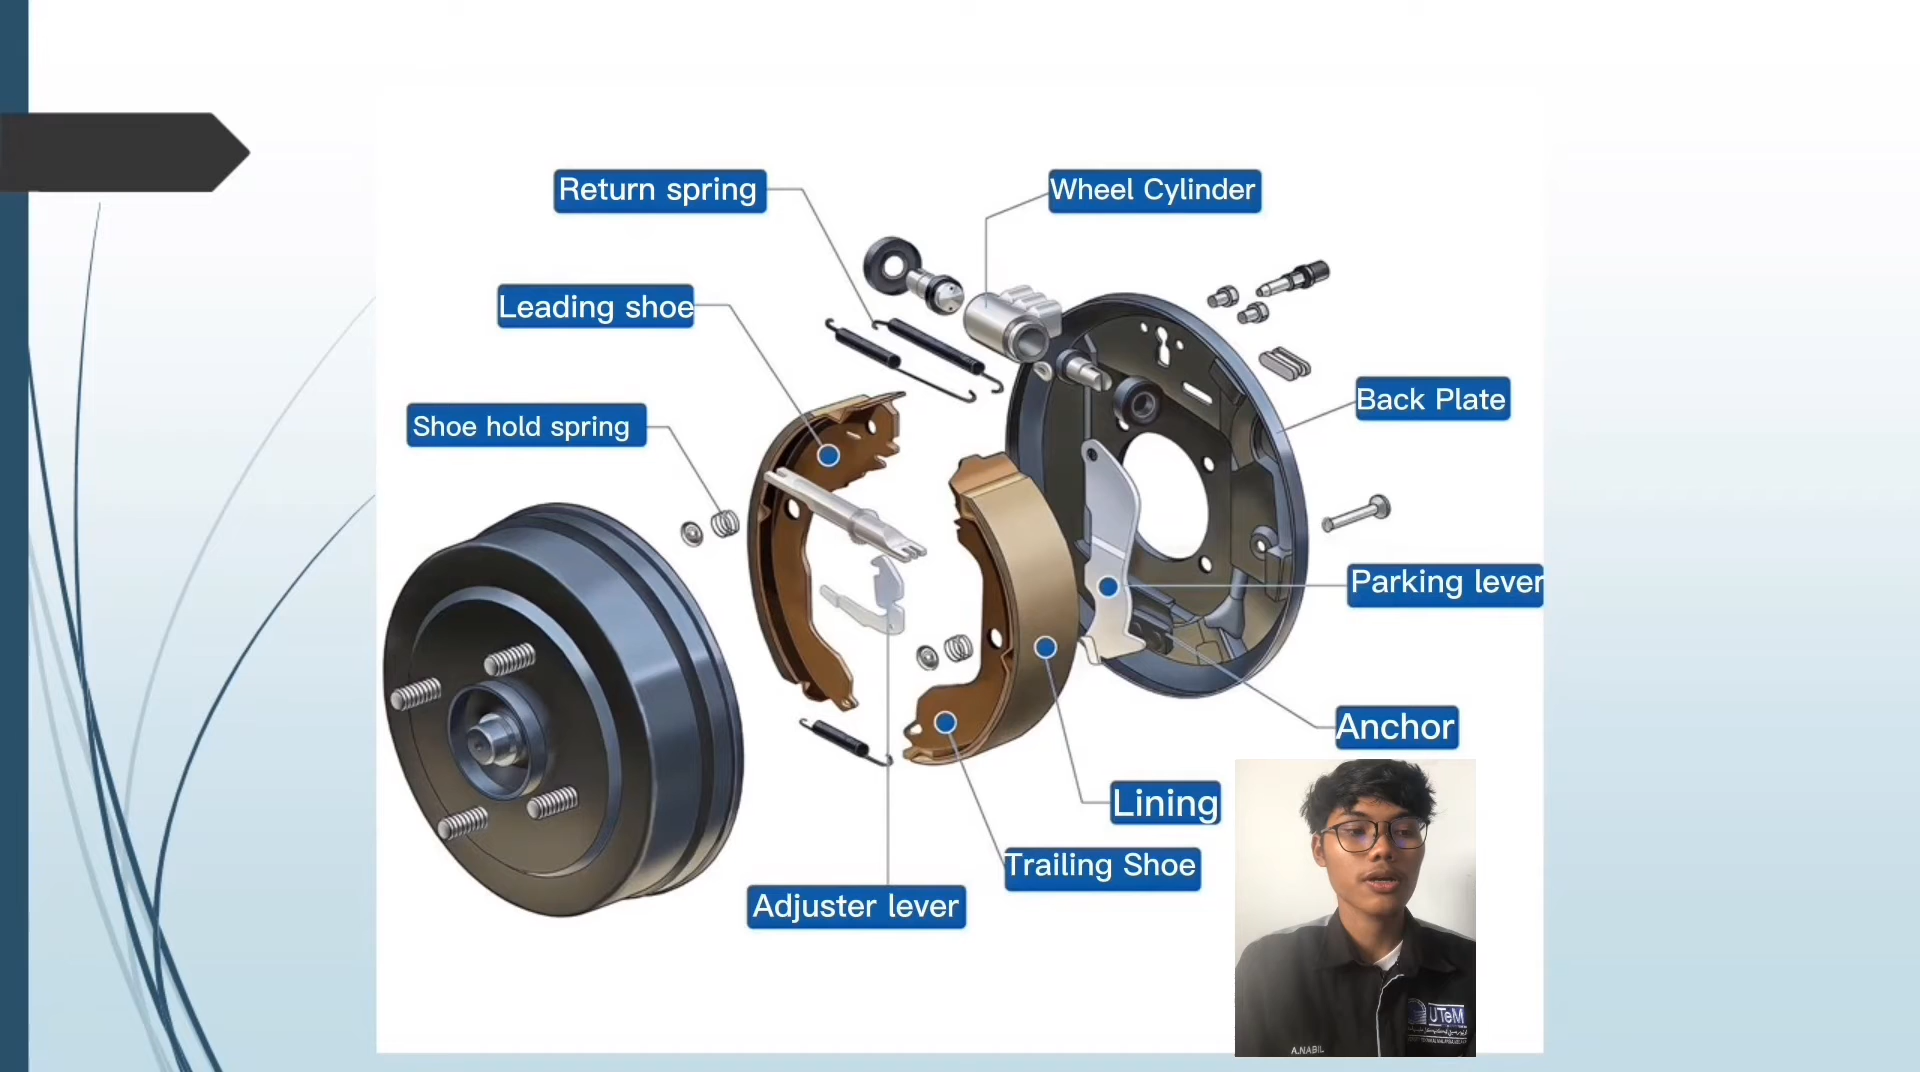 Return spring
Wheel Cylinder
Leading shoe
Back Plate
Shoe hold spring
Parking lever
Anchor
Lining
Trailing Shoe
Adjuster lever
UTeM
A.NABIL